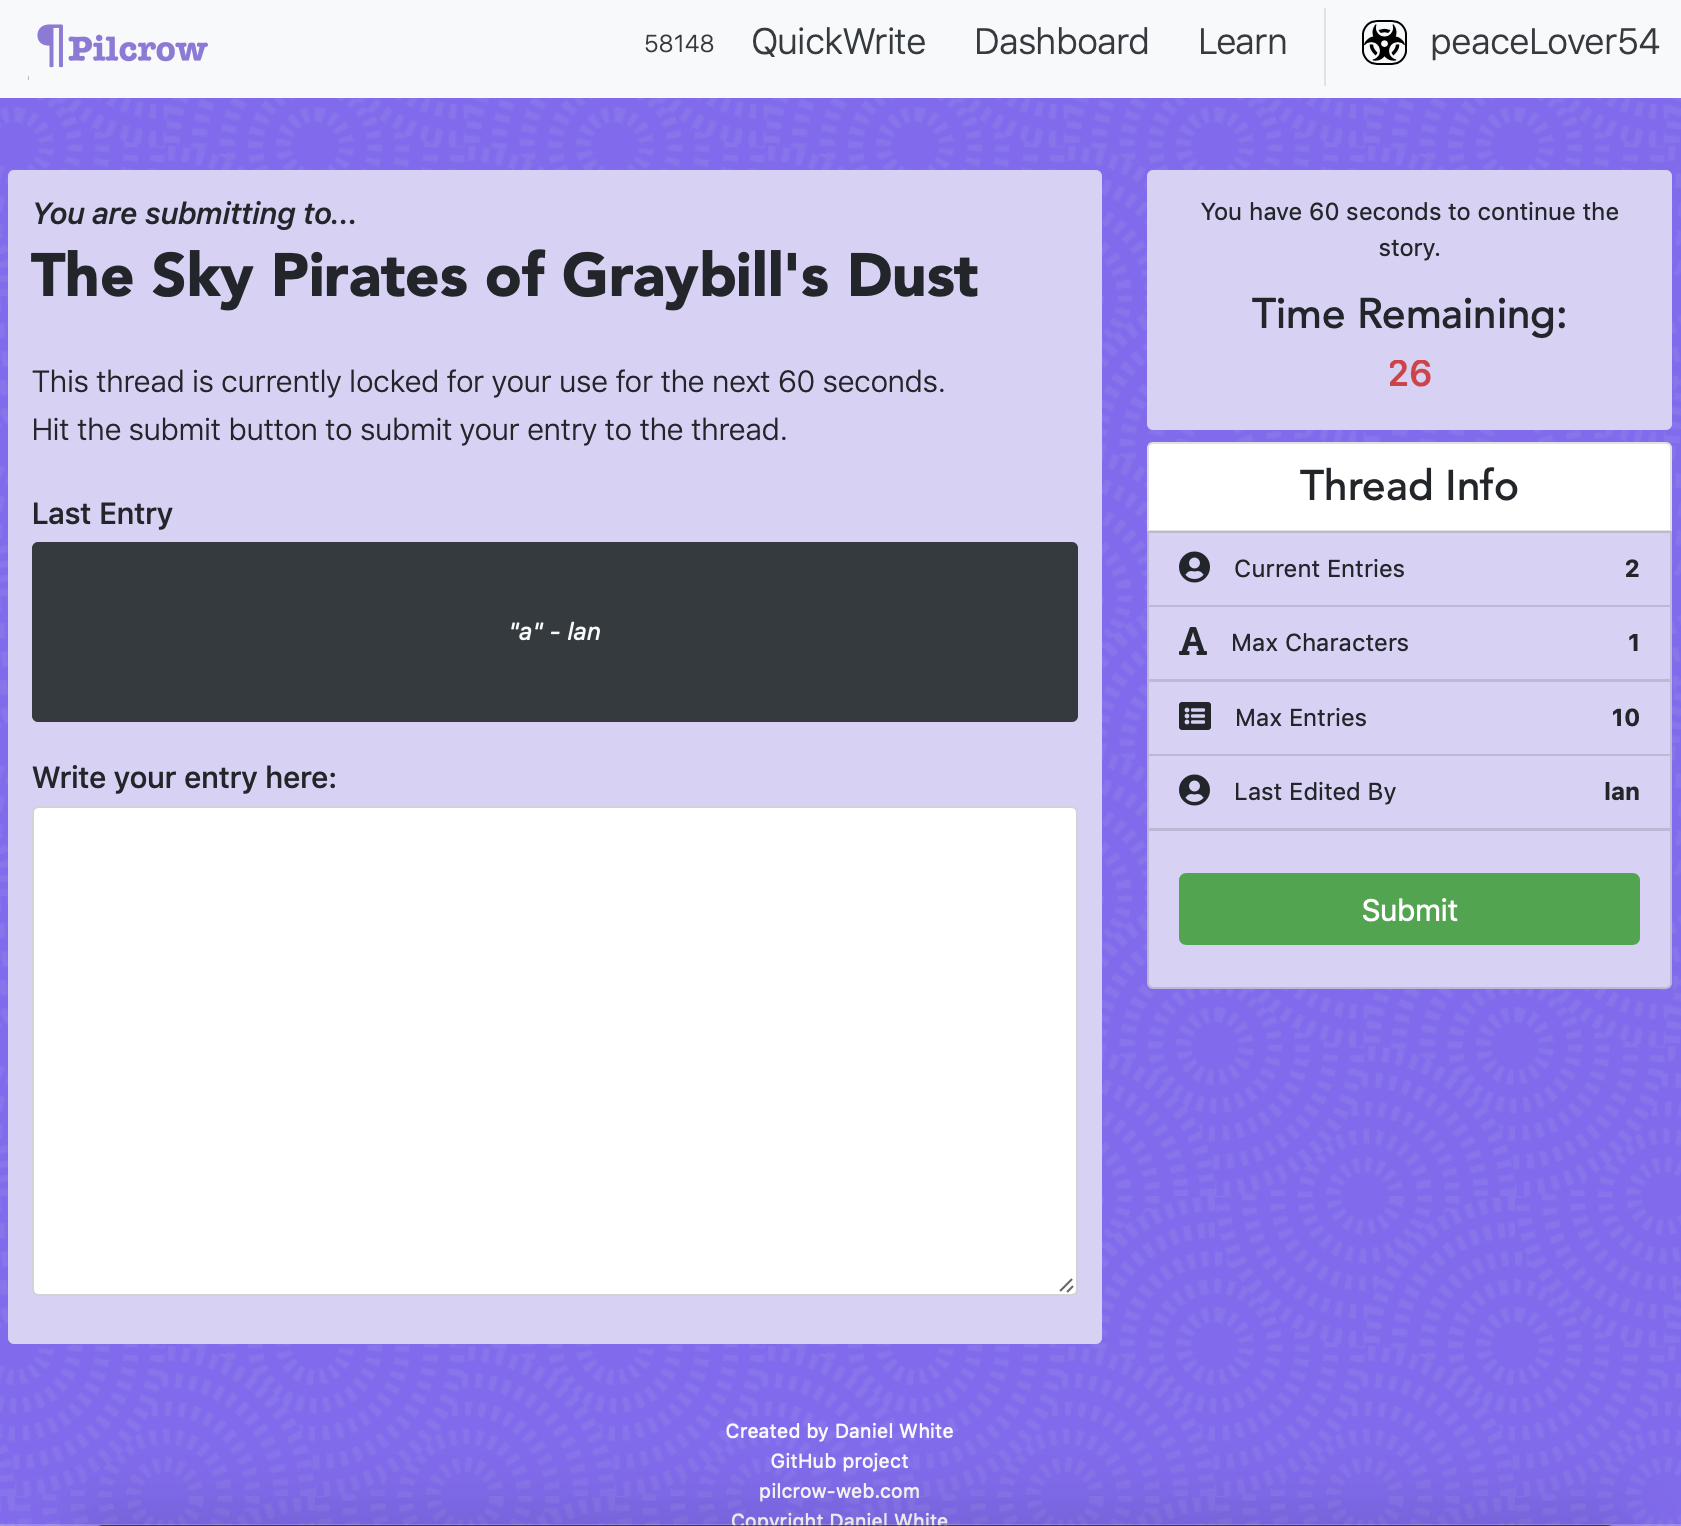 ¶Pilcrow
58148 QuickWrite Dashboard Learn peaceLover54
You are submitting to...
The Sky Pirates of Graybill's Dust
This thread is currently locked for your use for the next 60 seconds.
Hit the submit button to submit your entry to the thread.
Last Entry
"a" - Ian
Write your entry here:
You have 60 seconds to continue the
story.
Time Remaining:
26
Thread Info
Current Entries 2
A Max Characters 1
Max Entries 10
Last Edited By Ian
Submit
Created by Daniel White
GitHub project
pilcrow-web.com
Copyright Daniel White